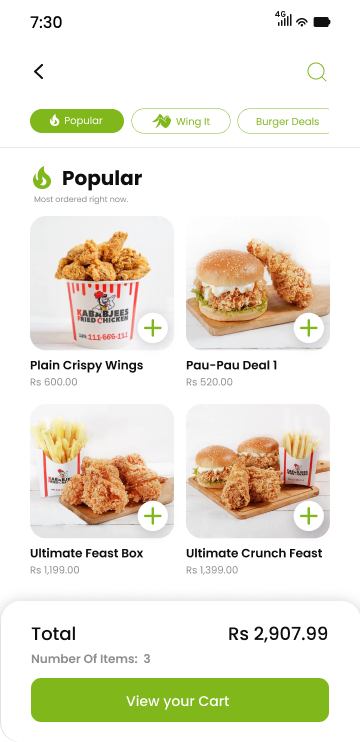 7:30
4G
Popular
Wing It
Burger Deals
Popular
Most ordered right now.
KABABJEES
FRIED CHICKEN
111-666-111
Plain Crispy Wings
Pau-Pau Deal 1
Rs 600.00
Rs 520.00
Ultimate Feast Box
Ultimate Crunch Feast
Rs 1,199.00
Rs 1,399.00
Total
Rs 2,907.99
Number Of Items: 3
View your Cart